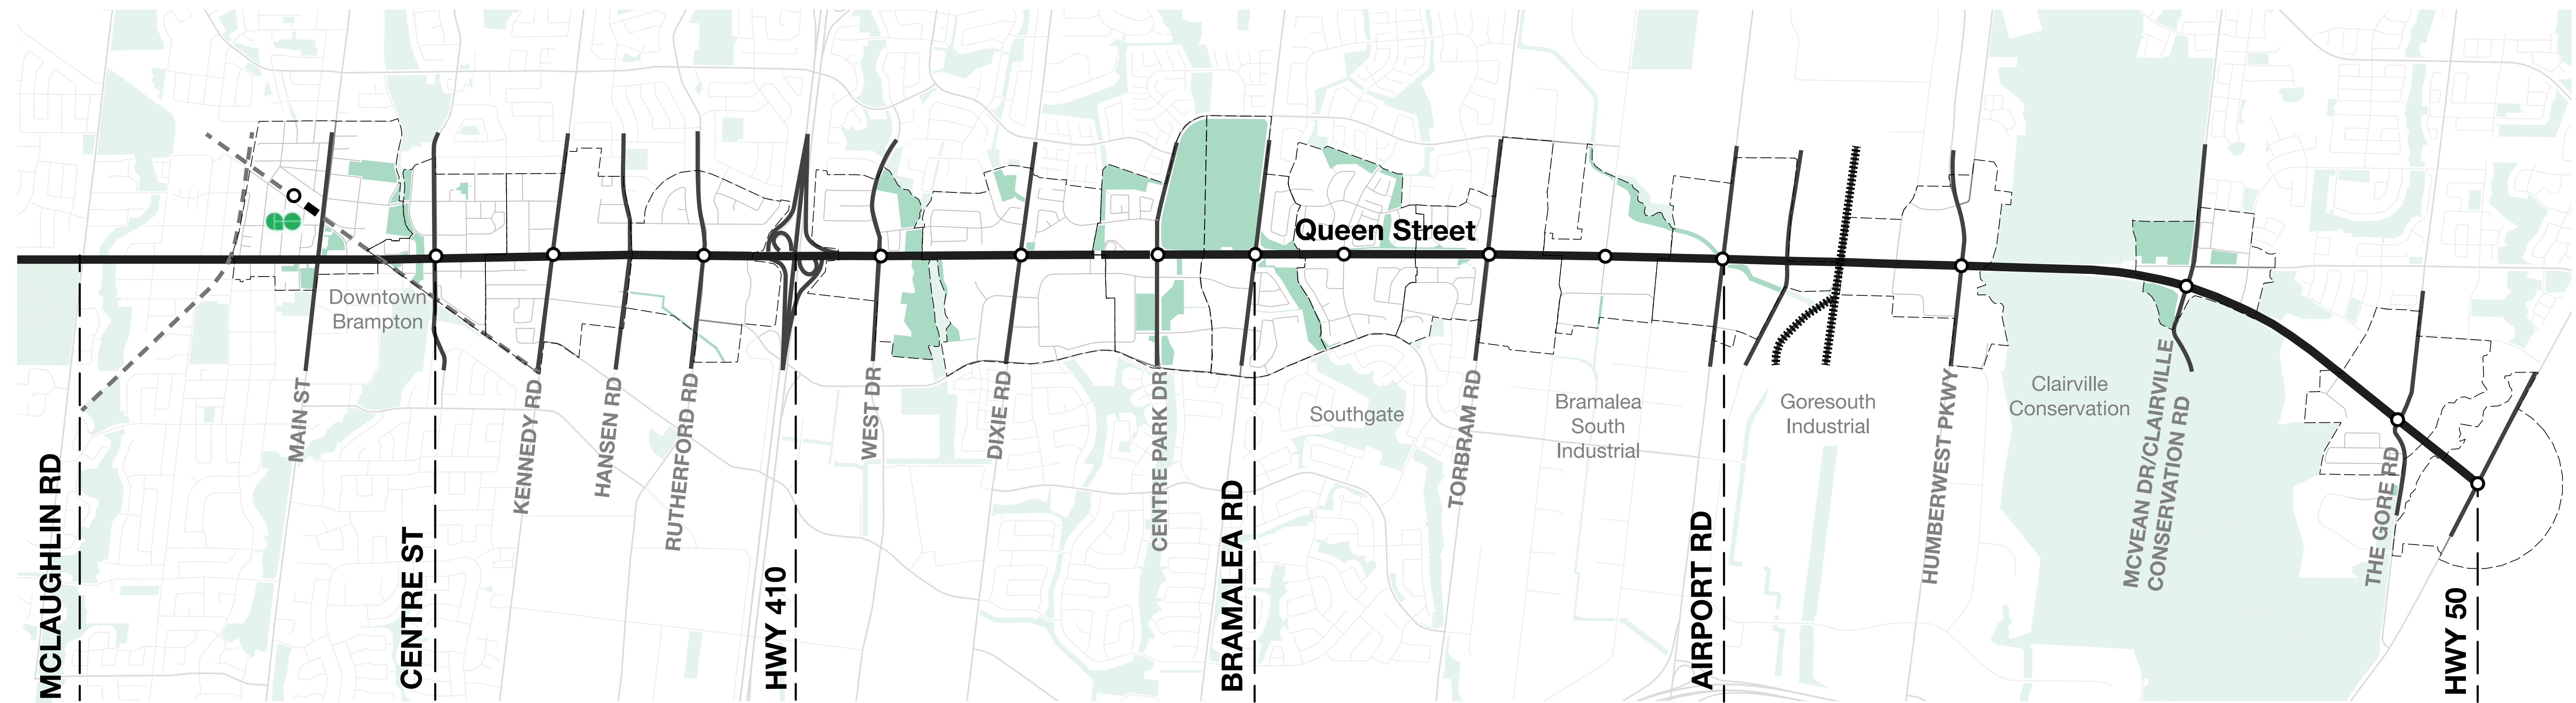 Queen Street
Downtown
Brampton
MAIN ST
KENNEDY RD
HANSEN RD
RUTHERFORD RD
WEST DR
DIXIE RD
CENTRE PARK DR
Southgate
TORBRAM RD
Bramalea
South
Industrial
Goresouth
Industrial
HUMBERWEST PKWY
Clairville
Conservation
MCVEAN DR/CLAIRVILLE
CONSERVATION RD
THE GORE RD
MCLAUGHLIN RD
CENTRE ST
HWY 410
BRAMALEA RD
AIRPORT RD
HWY 50